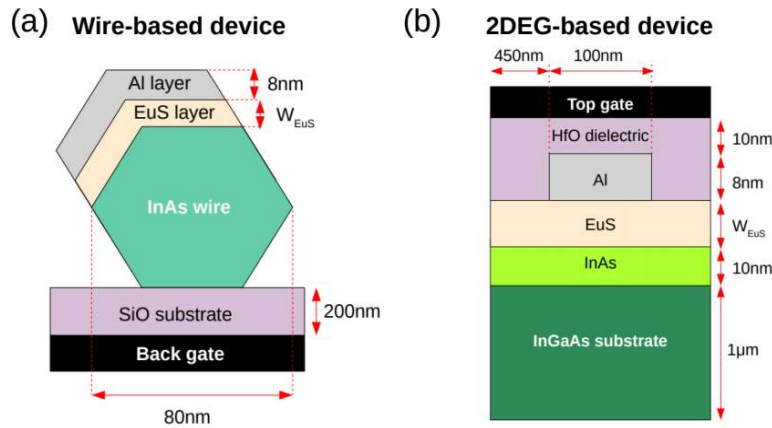 (a) Wire-based device
Al layer
8nm
EuS layer
W_EuS
InAs wire
SiO substrate
200nm
Back gate
80nm
(b) 2DEG-based device
450nm 100nm
Top gate
HfO dielectric
10nm
Al
8nm
EuS
W_EuS
InAs
10nm
InGaAs substrate
1μm